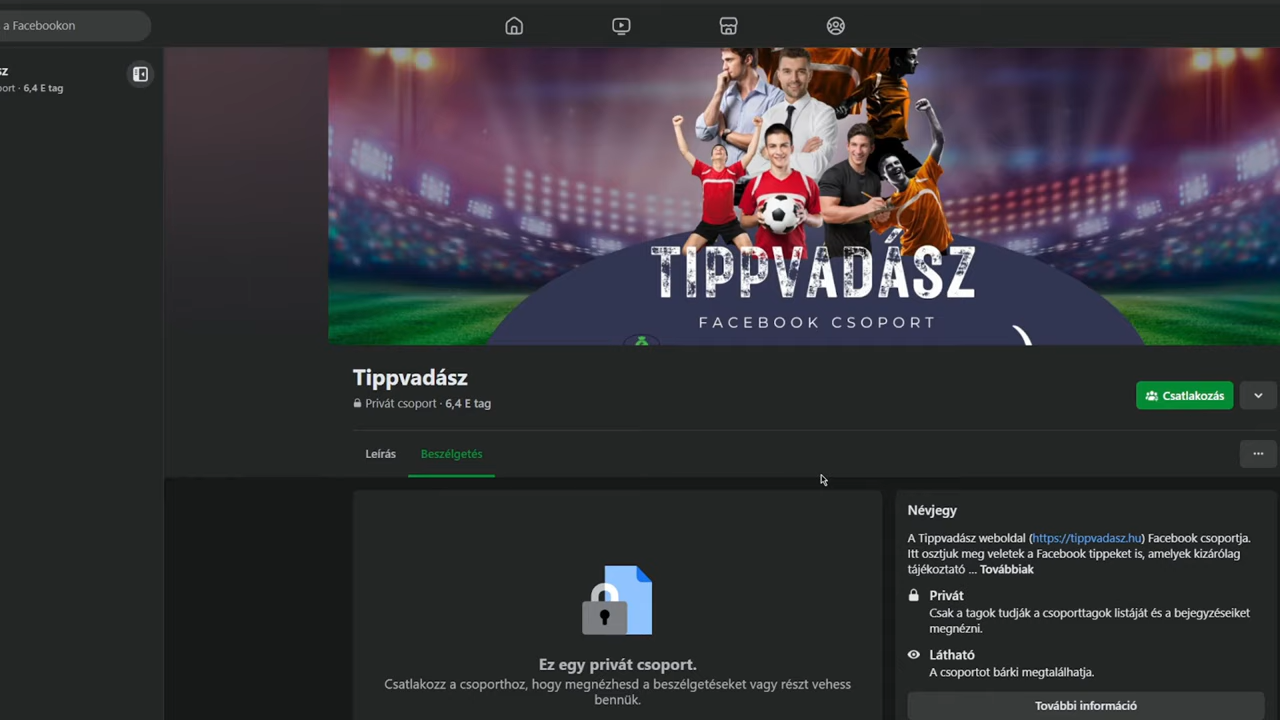 a Facebookon
sz
port · 6,4 E tag
TIPPVADÁSZ
FACEBOOK CSOPORT
Tippvadász
Privát csoport · 6,4 E tag
Csatlakozás
Leírás
Beszélgetés
Névjegy
A Tippvadász weboldal (https://tippvadasz.hu) Facebook csoportja.
Itt osztjuk meg veletek a Facebook tippeket is, amelyek kizárólag
tájékoztató ... Továbbiak
Privát
Csak a tagok tudják a csoporttagok listáját és a bejegyzéseiket
megnézni.
Látható
A csoportot bárki megtalálhatja.
További információ
Ez egy privát csoport.
Csatlakozz a csoporthoz, hogy megnézhesd a beszélgetéseket vagy részt vehess
bennük.